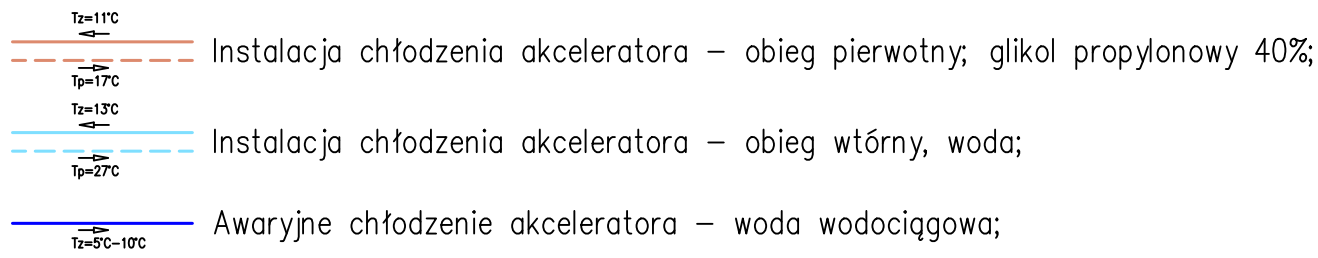 Tz=11°C
Instalacja chłodzenia akceleratora – obieg pierwotny; glikol propylonowy 40%;
Tp=17°C
Tz=13°C
Instalacja chłodzenia akceleratora – obieg wtórny, woda;
Tp=27°C
Awaryjne chłodzenie akceleratora – woda wodociągowa;
Tz=5°C–10°C